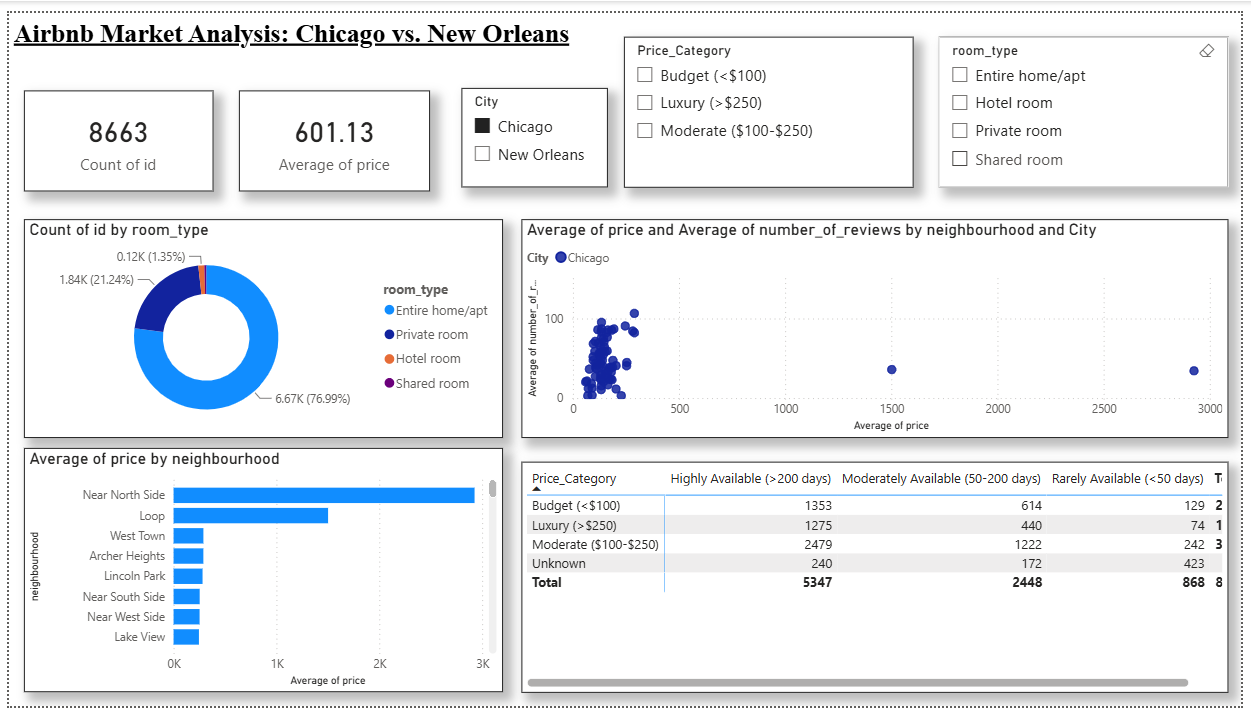 Airbnb Market Analysis: Chicago vs. New Orleans
8663
Count of id
601.13
Average of price
City
Chicago
New Orleans
Price_Category
Budget (<$100)
Luxury (>$250)
Moderate ($100-$250)
room_type
Entire home/apt
Hotel room
Private room
Shared room
Count of id by room_type
0.12K (1.35%)
1.84K (21.24%)
6.67K (76.99%)
room_type
Entire home/apt
Private room
Hotel room
Shared room
Average of price and Average of number_of_reviews by neighbourhood and City
City Chicago
Average of number_of_r...
100
0
0 500 1000 1500 2000 2500 3000
Average of price
Average of price by neighbourhood
neighbourhood
Near North Side
Loop
West Town
Archer Heights
Lincoln Park
Near South Side
Near West Side
Lake View
0K 1K 2K 3K
Average of price
Price_Category Highly Available (>200 days) Moderately Available (50-200 days) Rarely Available (<50 days) T
Budget (<$100) 1353 614 129 2
Luxury (>$250) 1275 440 74 1
Moderate ($100-$250) 2479 1222 242 3
Unknown 240 172 423
Total 5347 2448 868 8